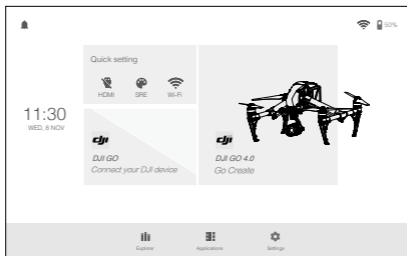 50%
Quick setting
HDMI SRE Wi-Fi
11:30
WED, 8 NOV
dji
DJI GO
Connect your DJI device
dji
DJI GO 4.0
Go Create
Explorer Applications Settings